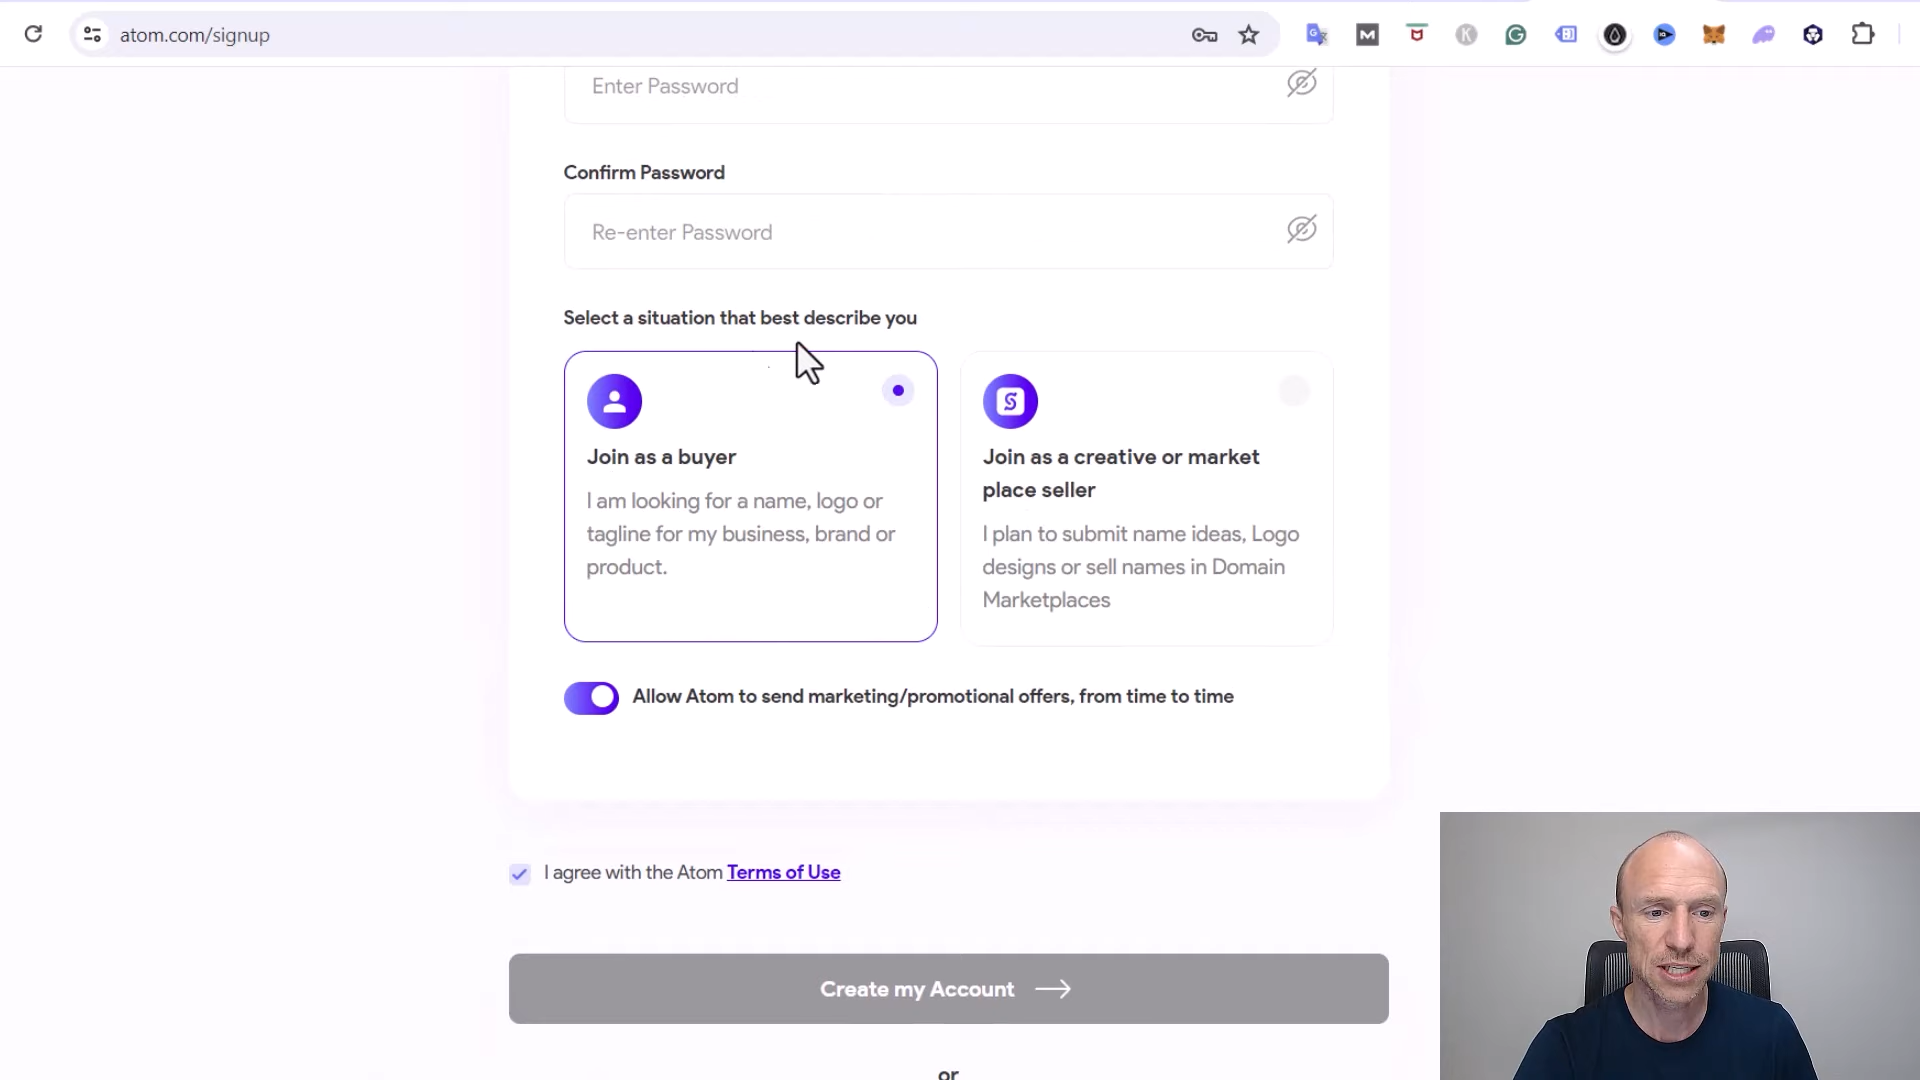 atom.com/signup
Enter Password
Confirm Password
Re-enter Password
Select a situation that best describe you
Join as a buyer
I am looking for a name, logo or
tagline for my business, brand or
product.
Join as a creative or market
place seller
I plan to submit name ideas, Logo
designs or sell names in Domain
Marketplaces
Allow Atom to send marketing/promotional offers, from time to time
I agree with the Atom Terms of Use
Create my Account
or